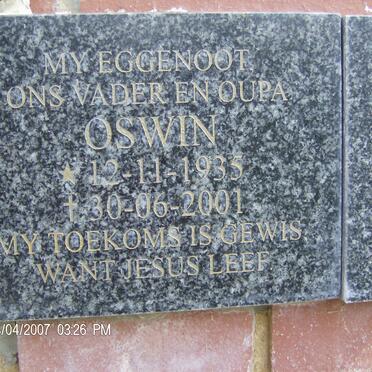 MY EGGENOOT
ONS VADER EN OUPA
OSWIN
★ 12-11-1935
† 30-06-2001
MY TOEKOMS IS GEWIS
WANT JESUS LEEF
/04/2007 03:26 PM